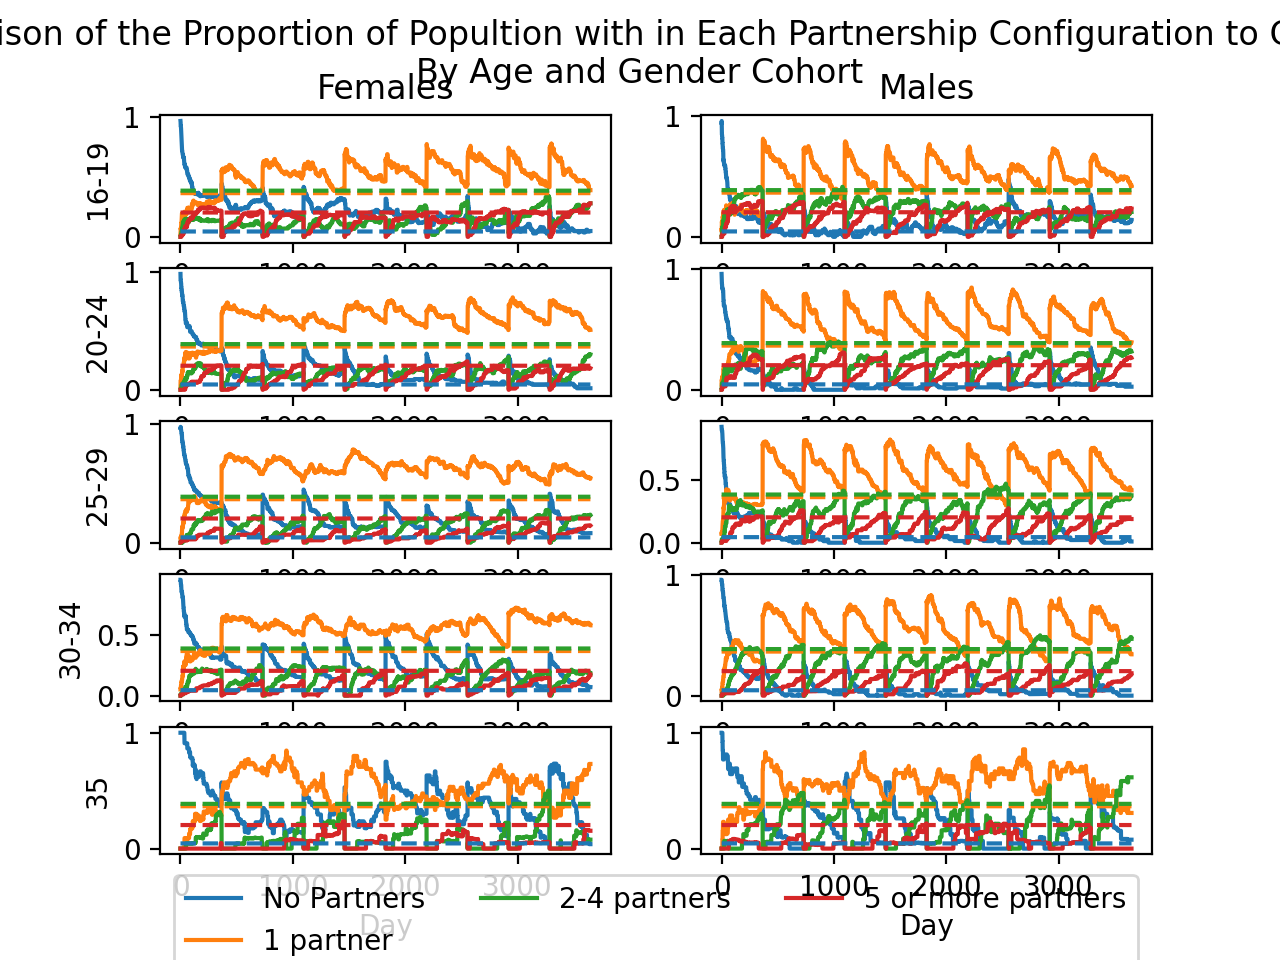 of the Proportion of Popultion with in Each Partnership Configuration to
By Age and Gender Cohort
Females
Males
1
0
16-19
1
0
1
0
20-24
1
0
1
0
25-29
0.5
0.0
0.5
0.0
30-34
1
0
1
0
35
1
0
0 1000 2000 3000
0 1000 2000 3000
Day
Day
No Partners
2-4 partners
5 or more partners
1 partner